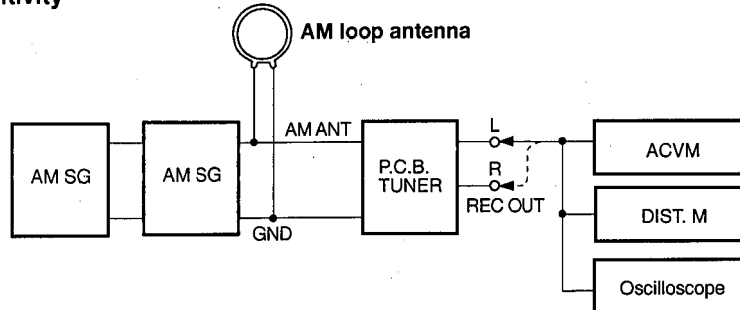 AM loop antenna
AM SG
AM SG
AM ANT
GND
P.C.B.
TUNER
L
R
REC OUT
ACVM
DIST. M
Oscilloscope